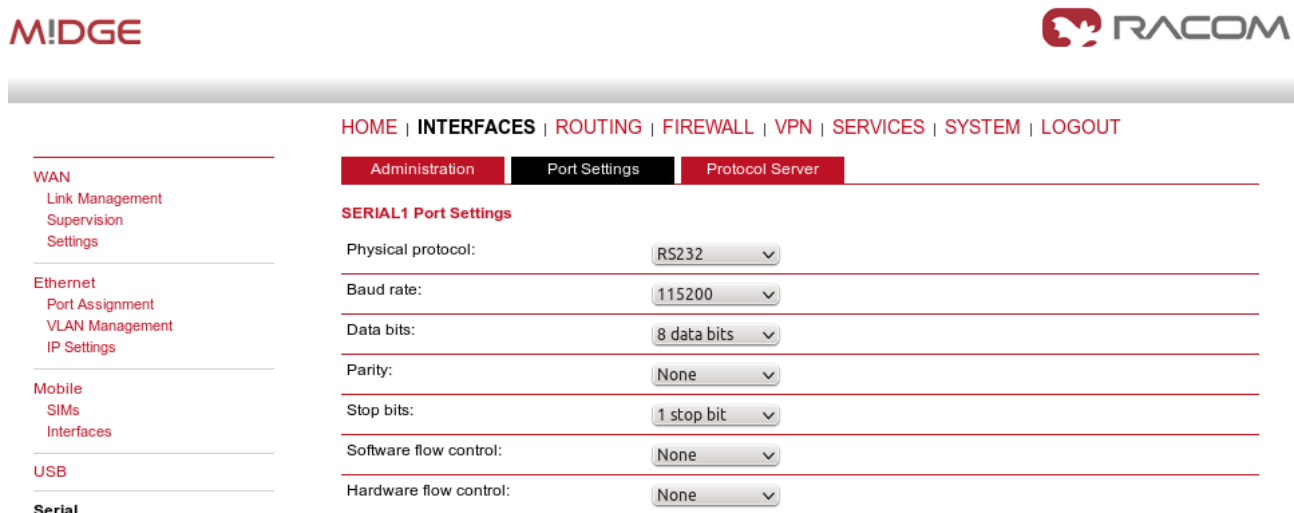 M!DGE
RACOM
HOME | INTERFACES | ROUTING | FIREWALL | VPN | SERVICES | SYSTEM | LOGOUT
WAN
Link Management
Supervision
Settings
Ethernet
Port Assignment
VLAN Management
IP Settings
Mobile
SIMs
Interfaces
USB
Serial
Administration Port Settings Protocol Server
SERIAL1 Port Settings
Physical protocol: RS232
Baud rate: 115200
Data bits: 8 data bits
Parity: None
Stop bits: 1 stop bit
Software flow control: None
Hardware flow control: None